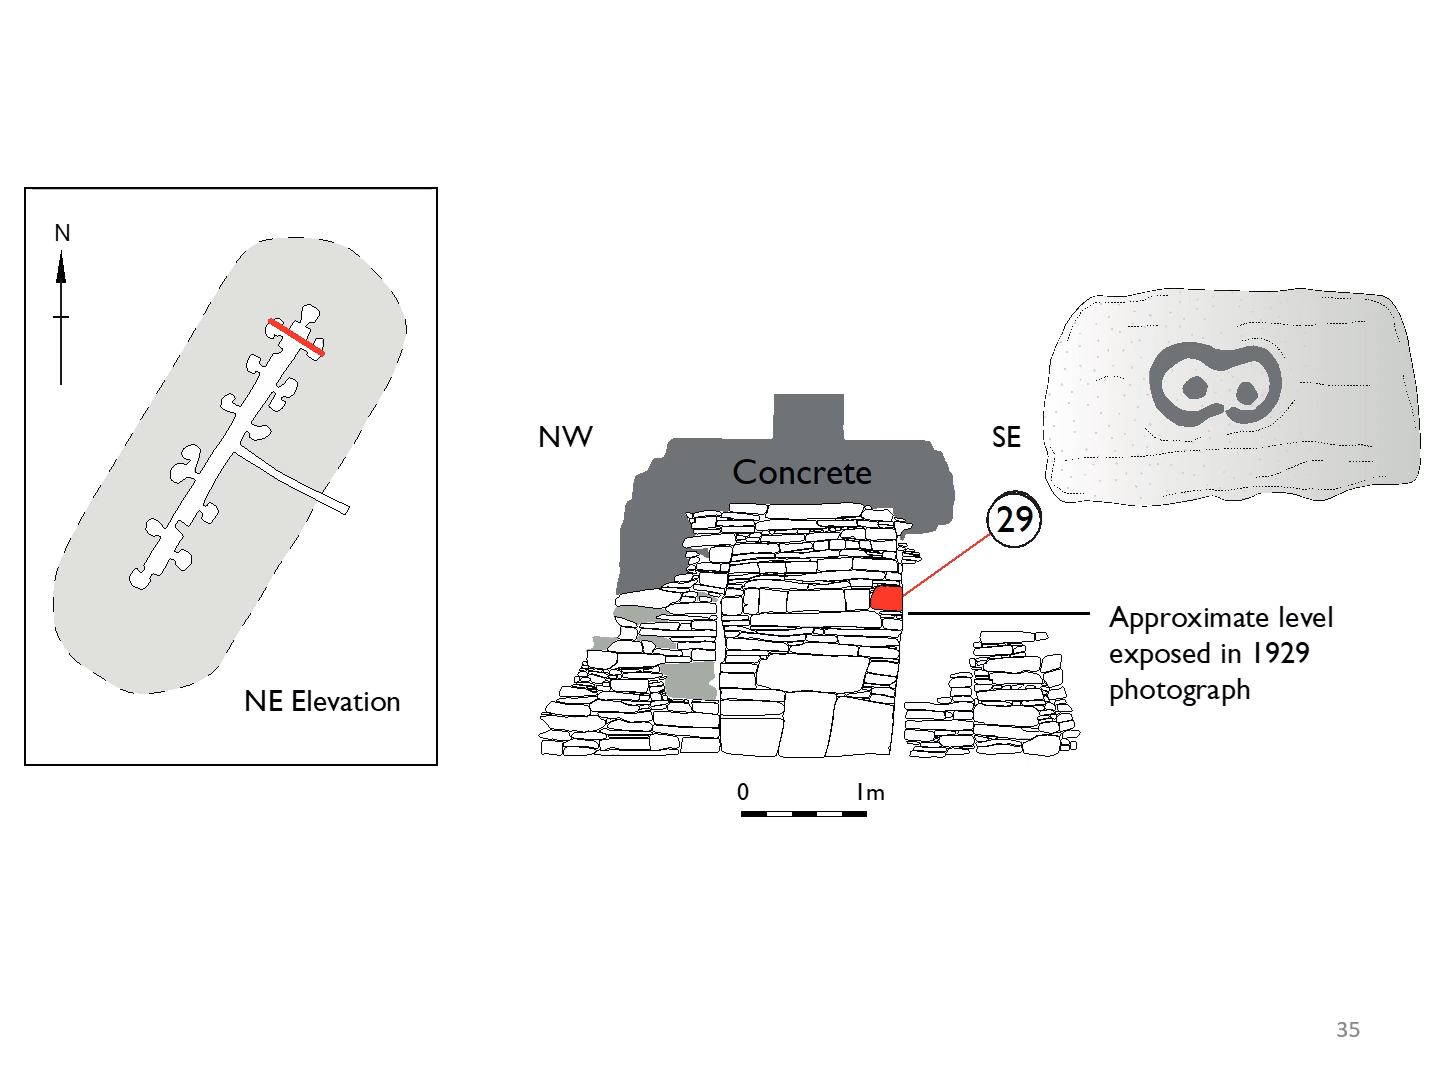 N
NE Elevation
NW
SE
Concrete
29
Approximate level
exposed in 1929
photograph
0 1m
35